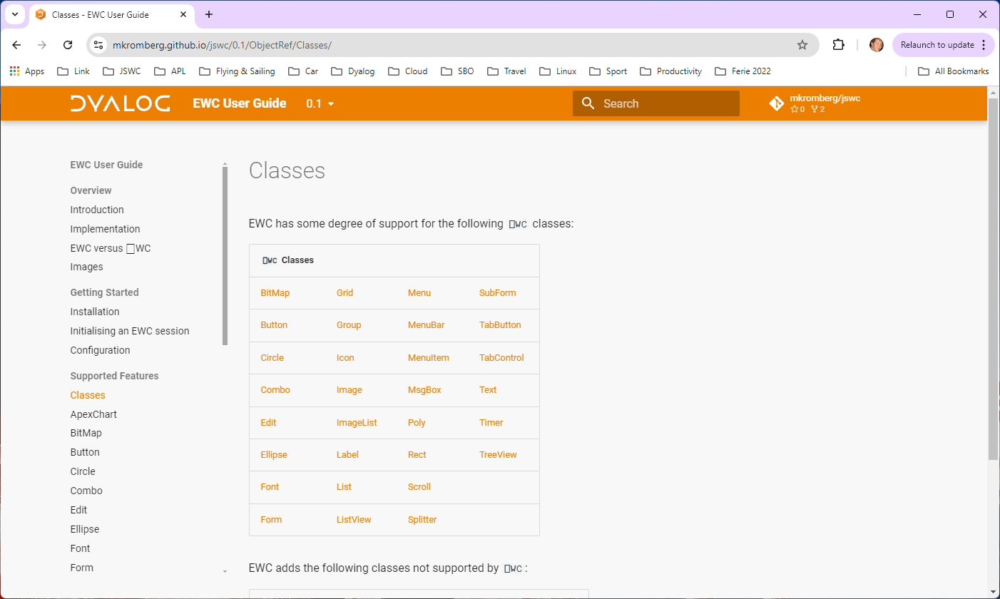 Classes - EWC User Guide
mkromberg.github.io/jswc/0.1/ObjectRef/Classes/
Relaunch to update
Apps Link JSWC APL Flying & Sailing Car Dyalog Cloud SBO Travel Linux Sport Productivity Ferie 2022 All Bookmarks
DYALOG EWC User Guide 0.1 Search mkromberg/jswc
0 2
EWC User Guide
Overview
Introduction
Implementation
EWC versus ⎕WC
Images
Getting Started
Installation
Initialising an EWC session
Configuration
Supported Features
Classes
ApexChart
BitMap
Button
Circle
Combo
Edit
Ellipse
Font
Form
Classes
EWC has some degree of support for the following ⎕WC classes:
⎕WC Classes
BitMap Grid Menu SubForm
Button Group MenuBar TabButton
Circle Icon MenuItem TabControl
Combo Image MsgBox Text
Edit ImageList Poly Timer
Ellipse Label Rect TreeView
Font List Scroll
Form ListView Splitter
EWC adds the following classes not supported by ⎕WC :